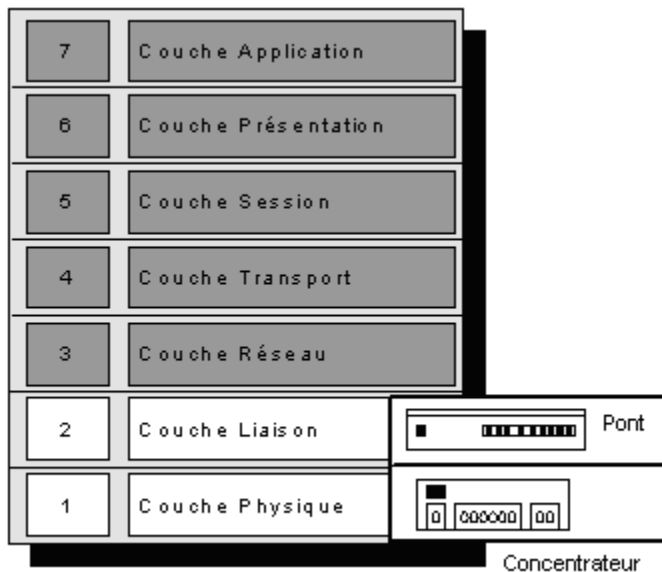 7 Couche Application
6 Couche Présentation
5 Couche Session
4 Couche Transport
3 Couche Réseau
2 Couche Liaison Pont
1 Couche Physique
Concentrateur